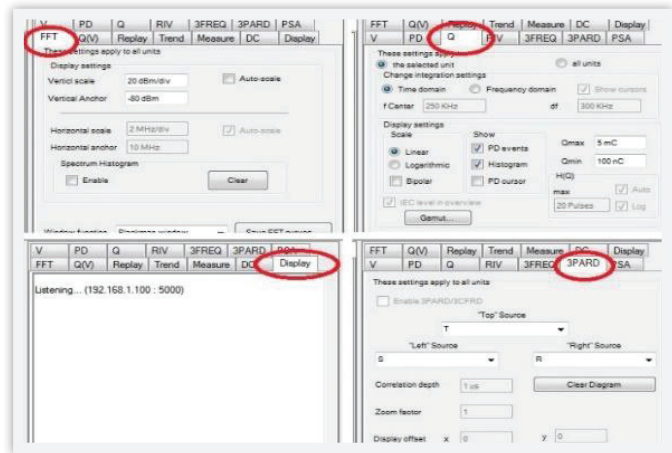 V PD Q RIV 3FREQ 3PARD PSA
FFT Q(V) Replay Trend Measure DC Display
These settings apply to all units
Display settings
Verticl scale 20 dBm/div Auto-scale
Vertical Anchor -80 dBm
Horizontal scale 2 MHz/div Auto-scale
Horizontal anchor 10 MHz
Spectrum Histogram
Enable Clear
Window function Blackman window Save FFT curves
FFT Q(V) Replay Trend Measure DC Display
V PD Q RIV 3FREQ 3PARD PSA
These settings apply
the selected unit all units
Change integration settings
Time domain Frequency domain Show cursors
f Center 250 KHz df 300 KHz
Display settings
Scale Show
Linear PD events Qmax 5 mC
Logarithmic Histogram Qmin 100 nC
Bipolar PD cursor H(Q)
max Auto
IEC level in overview 20 Pulses Log
Gamut...
V PD Q RIV 3FREQ 3PARD PSA
FFT Q(V) Replay Trend Measure DC Display
Listening... (192.168.1.100 : 5000)
FFT Q(V) Replay Trend Measure DC Display
V PD Q RIV 3FREQ 3PARD PSA
These settings apply to all units
Enable 3PARD/3CFRD
"Top" Source
T
"Left" Source "Right" Source
S R
Correlation depth 1 us Clear Diagram
Zoom factor 1
Display offset x 0 y 0